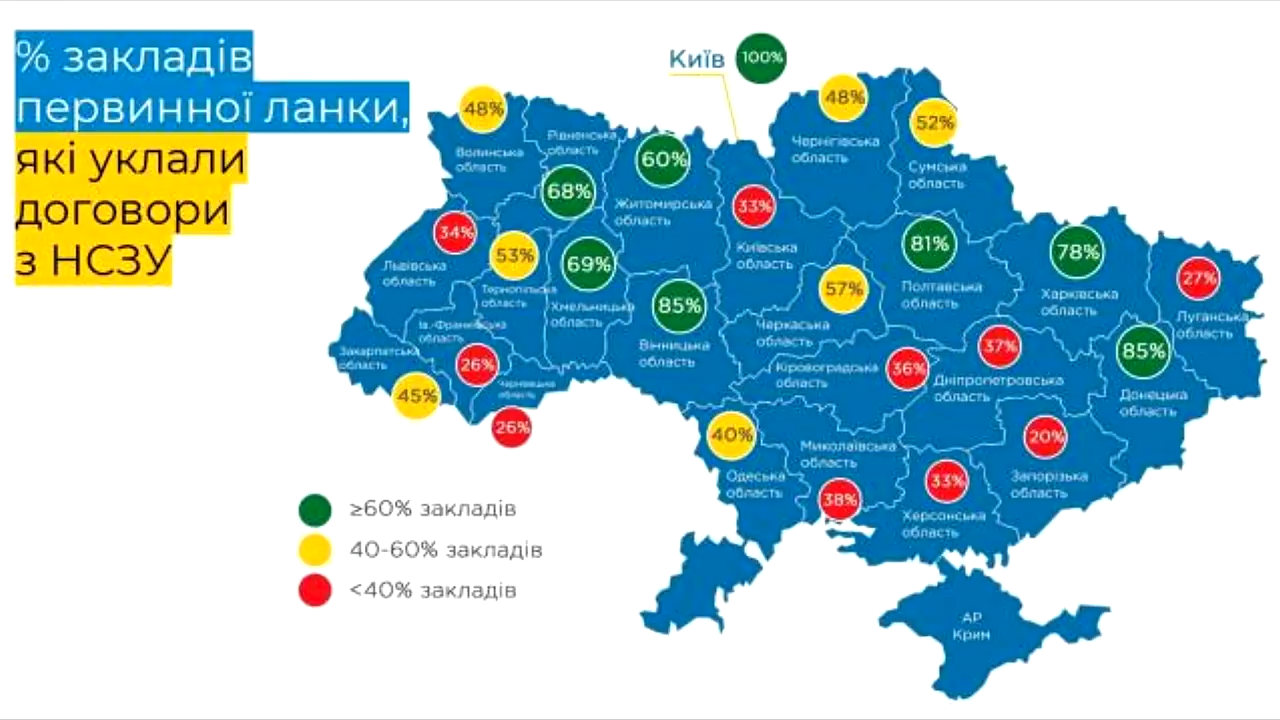 % закладів
первинної ланки,
які уклали
договори
з НСЗУ
Київ
100%
48%
Волинська
область
Рівненська
область
68%
60%
Житомирська
область
48%
Чернігівська
область
52%
Сумська
область
33%
Київська
область
34%
Львівська
область
53%
Тернопільська
область
69%
Хмельницька
область
85%
Вінницька
область
57%
Черкаська
область
81%
Полтавська
область
78%
Харківська
область
27%
Луганська
область
Ів.-Франківська
область
26%
Закарпатська
область
45%
Чернівецька
область
26%
Кіровоградська
область
36%
37%
Дніпропетровська
область
85%
Донецька
область
40%
Одеська
область
Миколаївська
область
38%
33%
Херсонська
область
20%
Запорізька
область
≥60% закладів
40-60% закладів
<40% закладів
АР
Крим